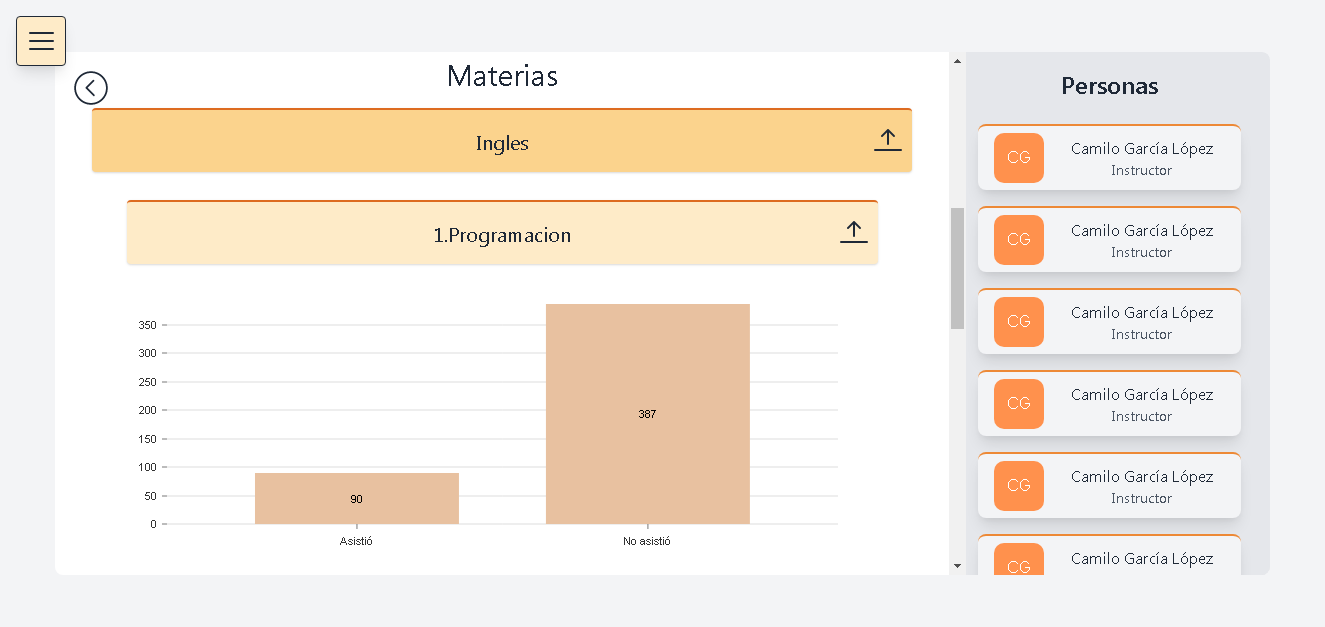 Materias
Ingles
1.Programacion
350
300
250
200
150
100
50
0
387
90
Asistió
No asistió
Personas
CG
Camilo García López
Instructor
CG
Camilo García López
Instructor
CG
Camilo García López
Instructor
CG
Camilo García López
Instructor
CG
Camilo García López
Instructor
CG
Camilo García López